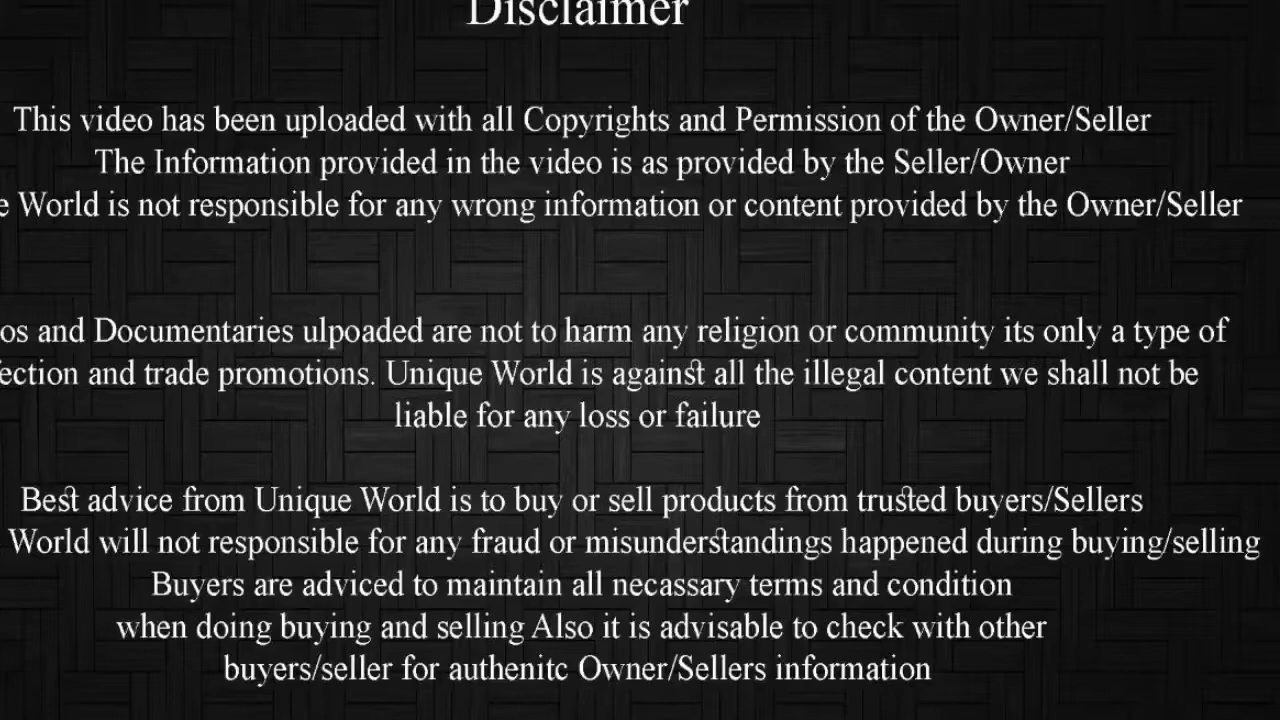 Disclaimer
This video has been uploaded with all Copyrights and Permission of the Owner/Seller
The Information provided in the video is as provided by the Seller/Owner
World is not responsible for any wrong information or content provided by the Owner/Seller
and Documentaries ulpoaded are not to harm any religion or community its only a type of
and trade promotions. Unique World is against all the illegal content we shall not be
liable for any loss or failure
Best advice from Unique World is to buy or sell products from trusted buyers/Sellers
World will not responsible for any fraud or misunderstandings happened during buying/selling
Buyers are adviced to maintain all necassary terms and condition
when doing buying and selling Also it is advisable to check with other
buyers/seller for authenitc Owner/Sellers information